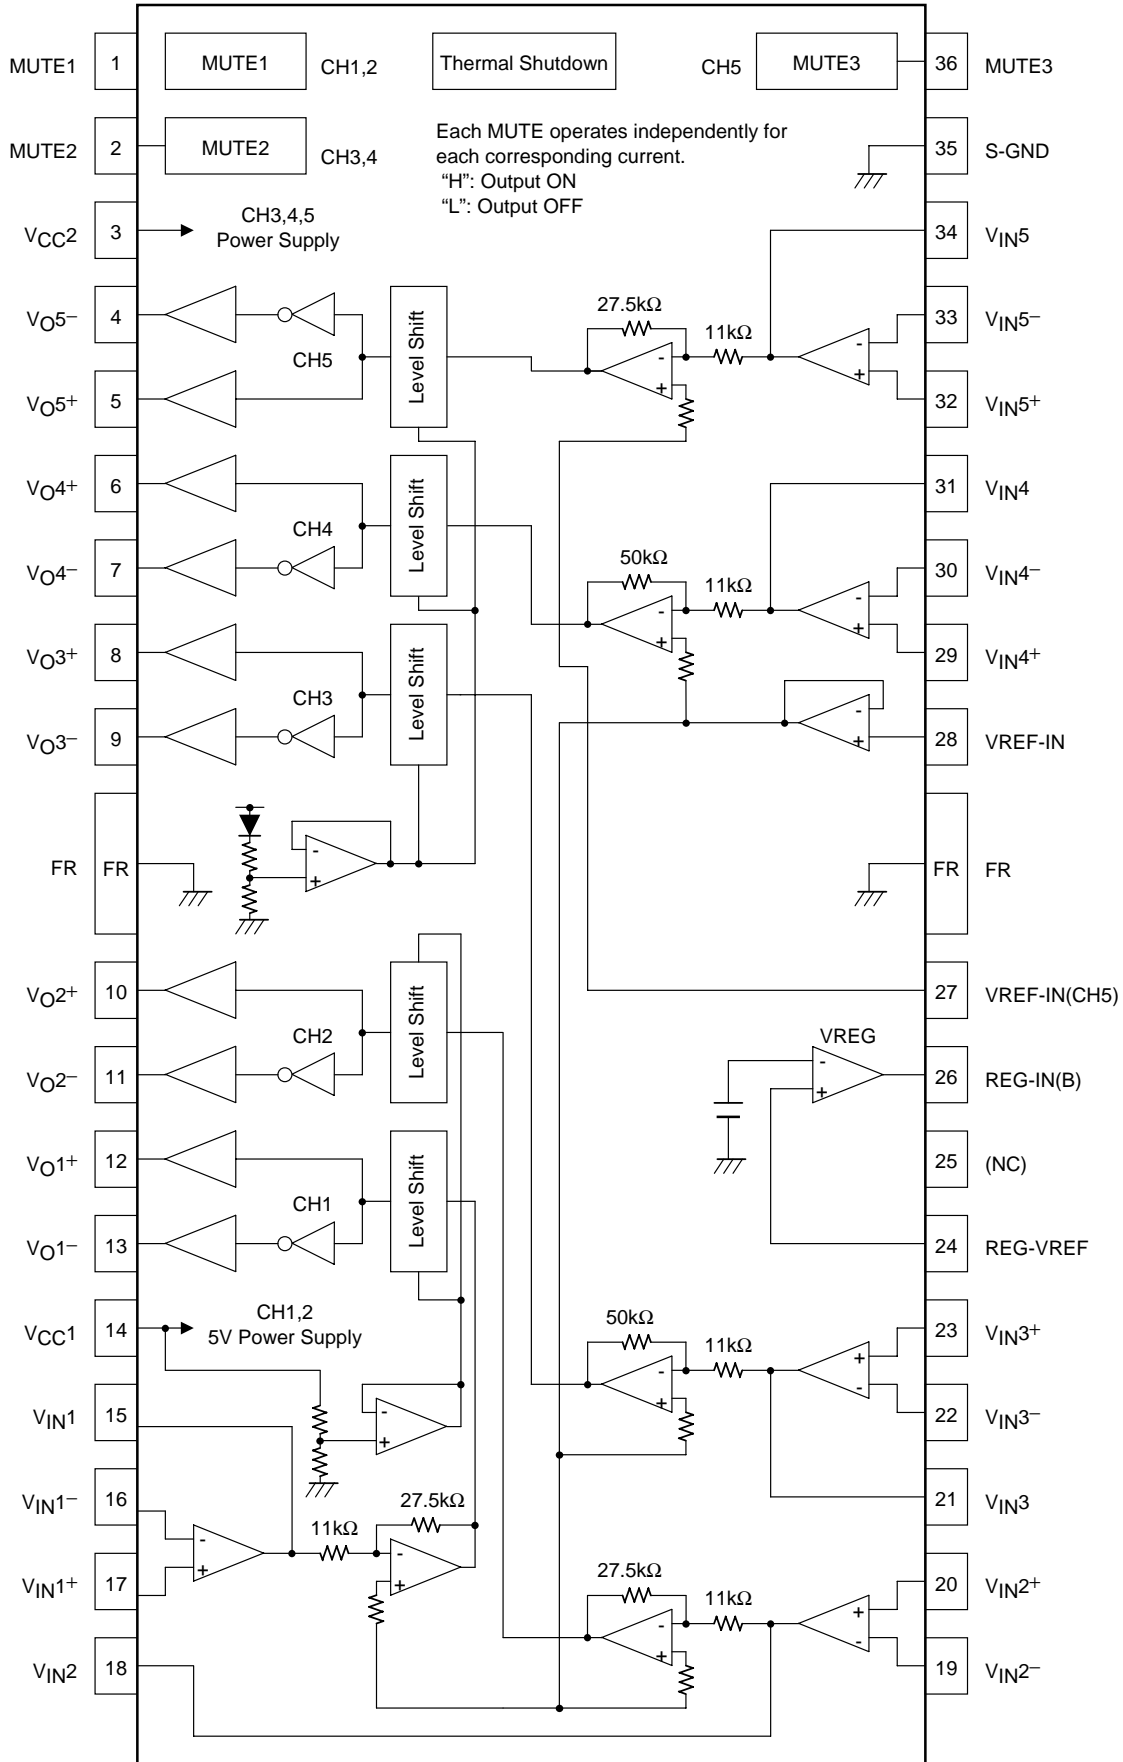 MUTE1 1 MUTE1 CH1,2 Thermal Shutdown CH5 MUTE3 36 MUTE3
MUTE2 2 MUTE2 CH3,4 35 S-GND
Each MUTE operates independently for
each corresponding current.
“H”: Output ON
“L”: Output OFF
VCC2 3 CH3,4,5 34 VIN5
Power Supply
VO5− 4 CH5 Level Shift 27.5kΩ 11kΩ - + - + 33 VIN5−
VO5+ 5 32 VIN5+
VO4+ 6 CH4 Level Shift 31 VIN4
VO4− 7 50kΩ 11kΩ - + - + 30 VIN4−
VO3+ 8 CH3 Level Shift 29 VIN4+
VO3− 9 - + 28 VREF-IN
FR FR - + FR FR
VO2+ 10 CH2 Level Shift 27 VREF-IN(CH5)
VO2− 11 VREG - + 26 REG-IN(B)
VO1+ 12 CH1 Level Shift 25 (NC)
VO1− 13 24 REG-VREF
VCC1 14 CH1,2 50kΩ 11kΩ - + + - 23 VIN3+
5V Power Supply
VIN1 15 - + 22 VIN3−
VIN1− 16 - + 11kΩ 27.5kΩ - + 21 VIN3
VIN1+ 17 27.5kΩ 11kΩ - + + - 20 VIN2+
VIN2 18 19 VIN2−